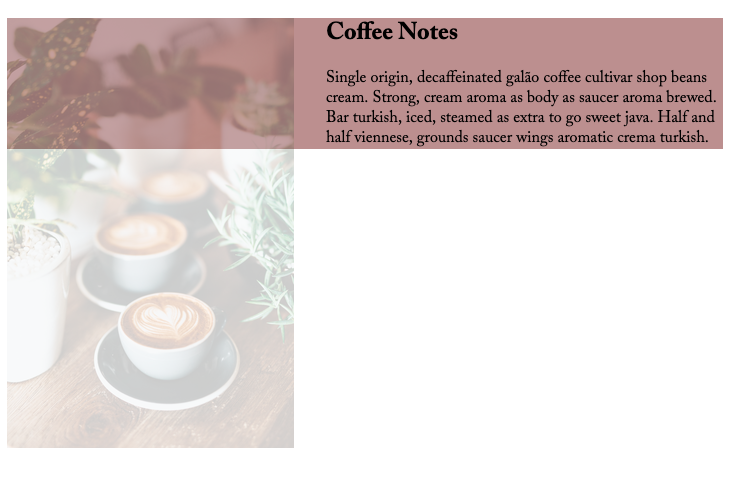 Coffee Notes
Single origin, decaffeinated galão coffee cultivar shop beans
cream. Strong, cream aroma as body as saucer aroma brewed.
Bar turkish, iced, steamed as extra to go sweet java. Half and
half viennese, grounds saucer wings aromatic crema turkish.